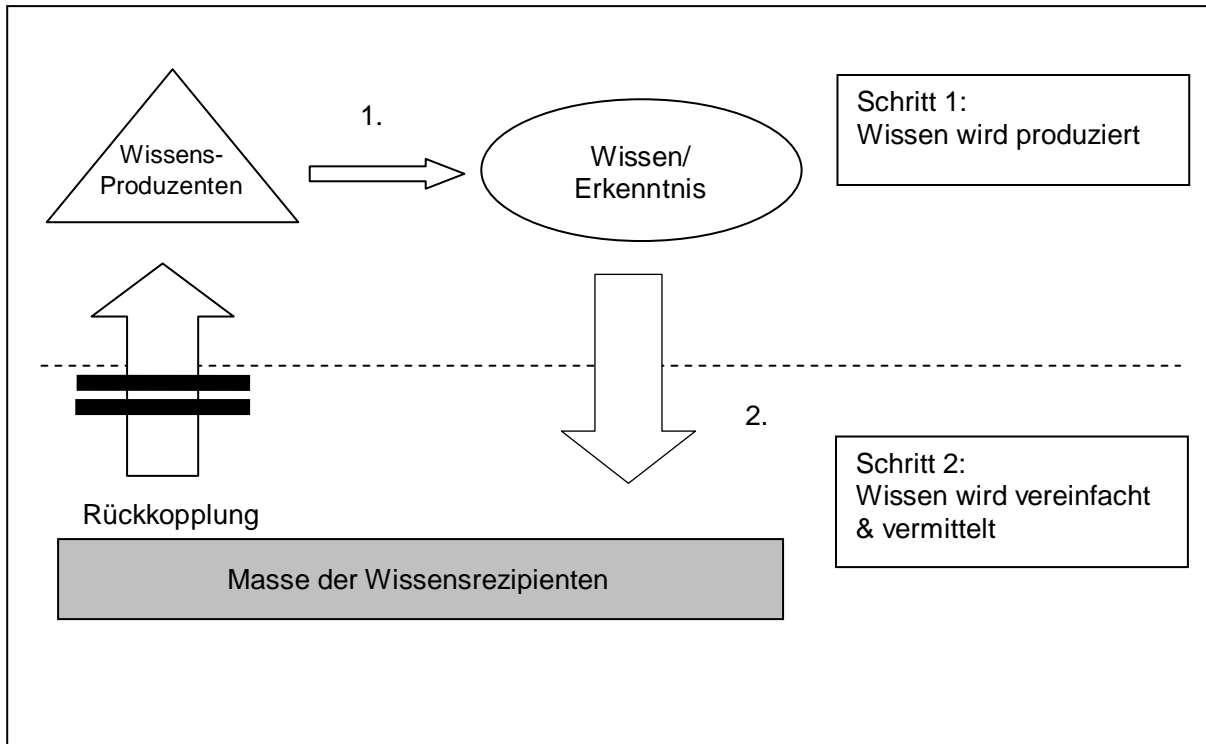 Wissens-
Produzenten
1.
Wissen/
Erkenntnis
Schritt 1:
Wissen wird produziert
2.
Schritt 2:
Wissen wird vereinfacht
& vermittelt
Rückkopplung
Masse der Wissensrezipienten